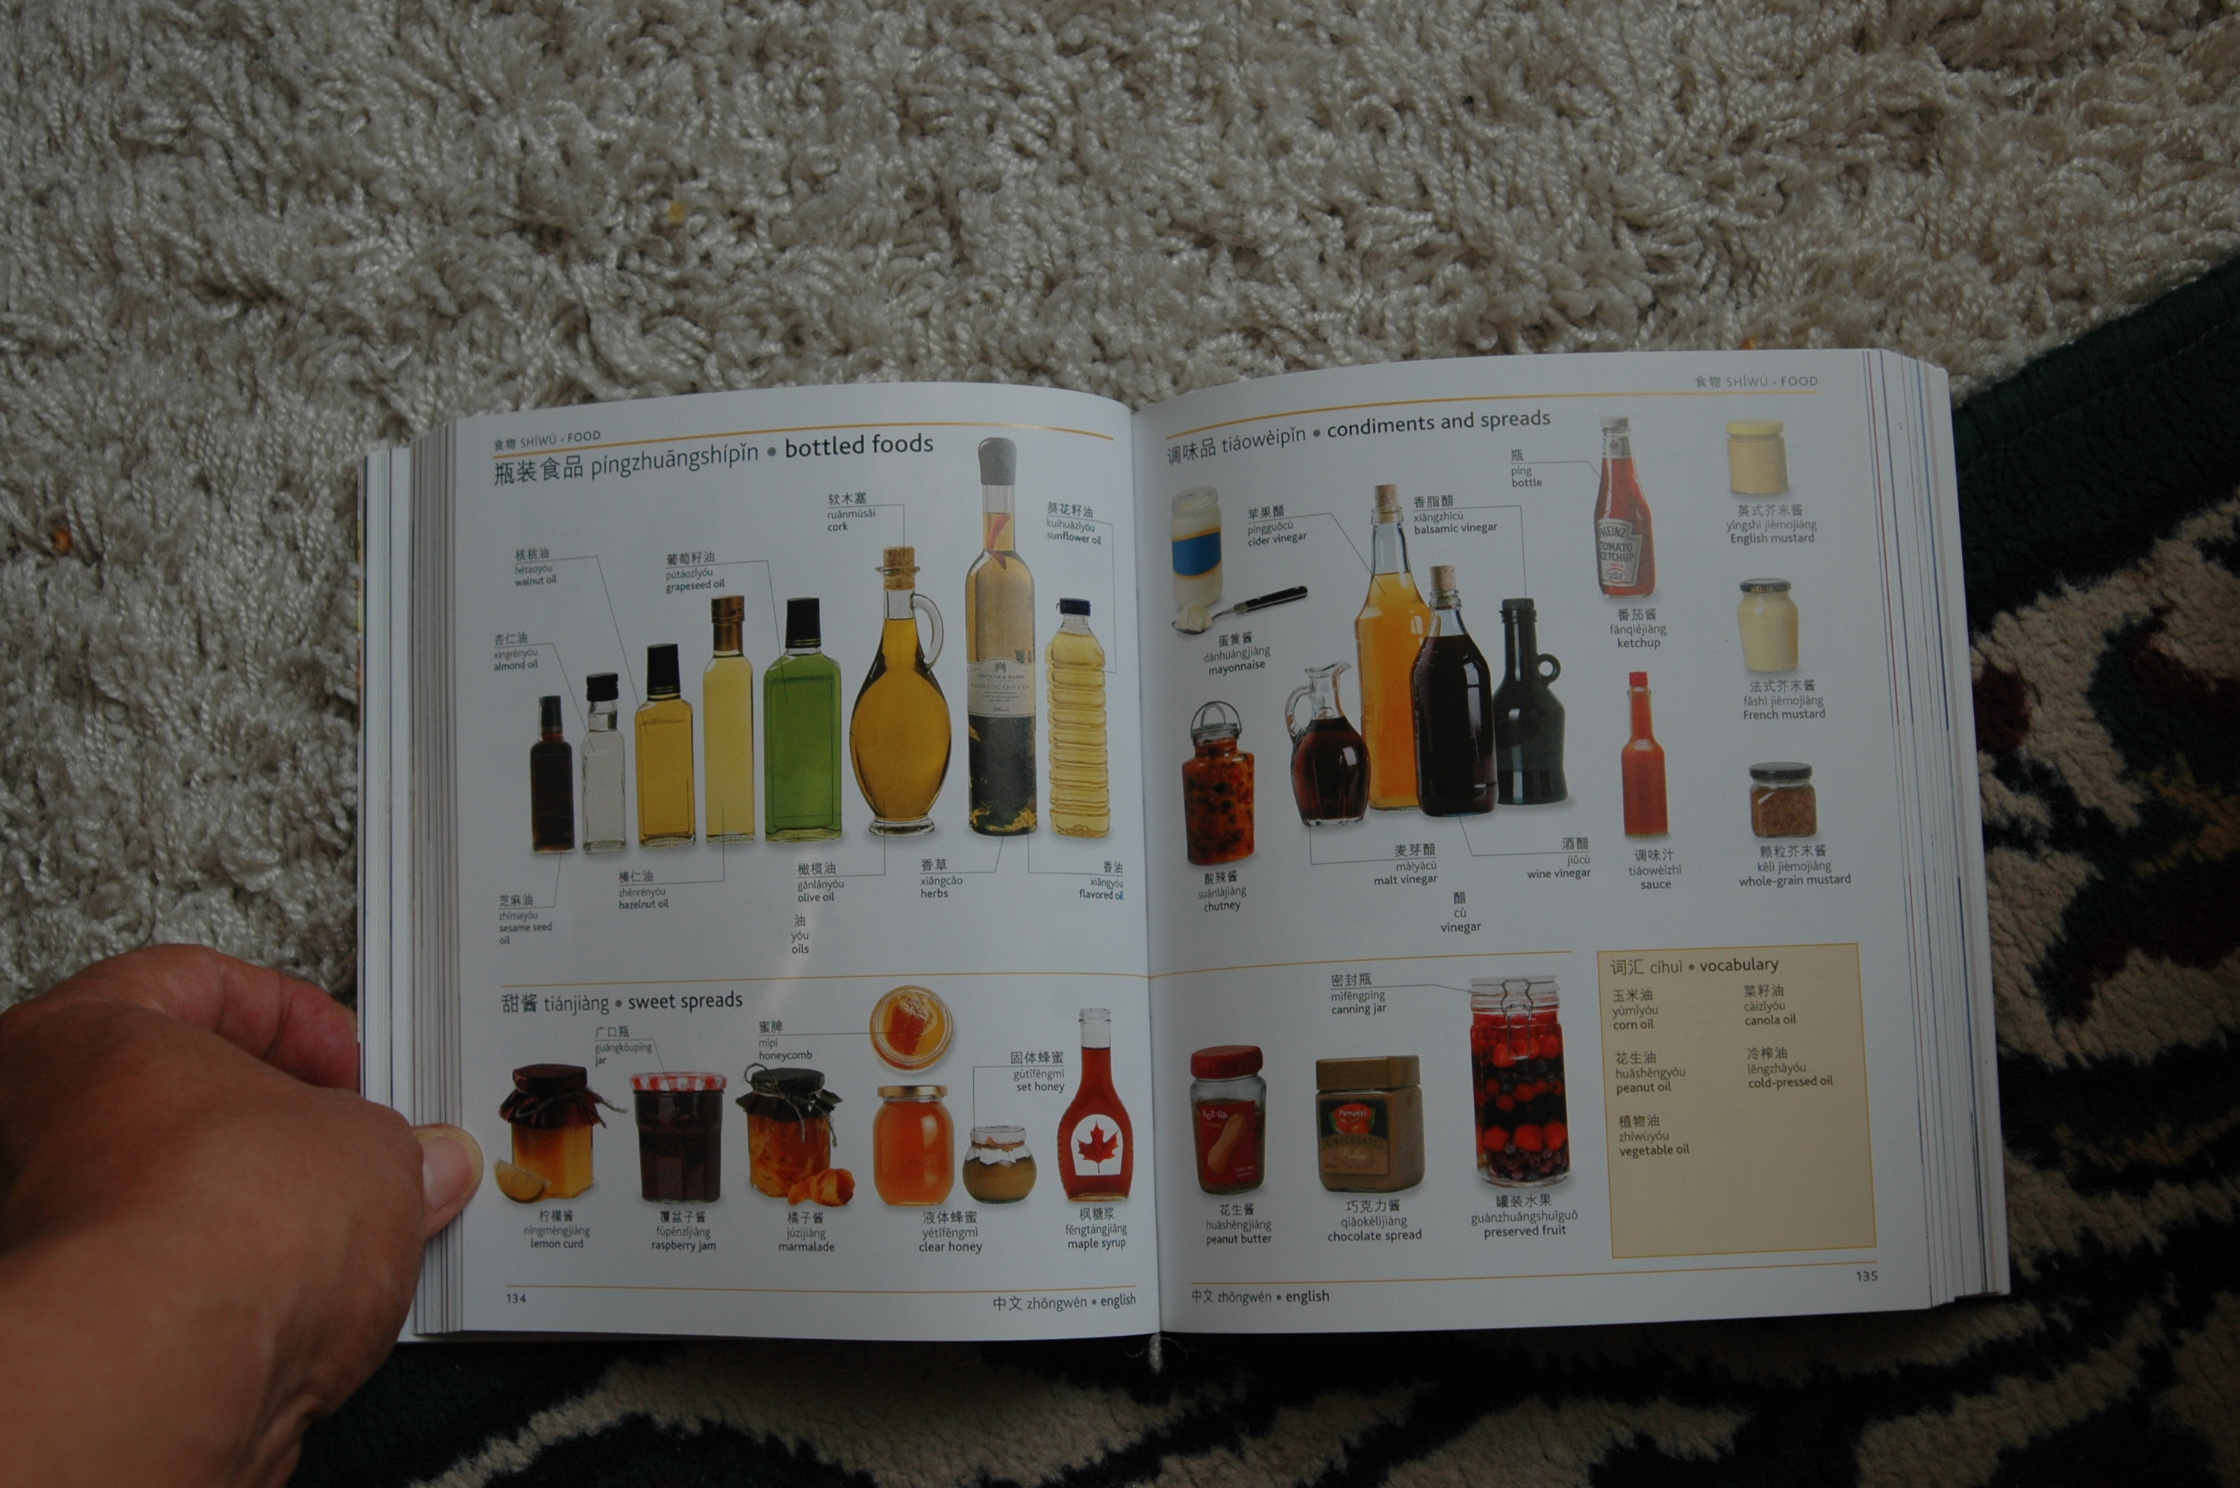 食物 SHÍWÙ • FOOD
瓶装食品 píngzhuāngshípǐn • bottled foods
软木塞
ruǎnmùsāi
cork
葵花籽油
kuíhuāzǐyóu
sunflower oil
葡萄籽油
pútáozǐyóu
grapeseed oil
核桃油
hétaoyóu
walnut oil
杏仁油
xìngrényóu
almond oil
芝麻油
zhīmayóu
sesame seed
oil
榛仁油
zhēnrényóu
hazelnut oil
橄榄油
gǎnlǎnyóu
olive oil
油
yóu
oils
香草
xiāngcǎo
herbs
香油
xiāngyóu
flavored oil
甜酱 tiánjiàng • sweet spreads
广口瓶
guǎngkǒupíng
jar
蜜脾
mìpí
honeycomb
固体蜂蜜
gùtǐfēngmì
set honey
柠檬酱
níngméngjiàng
lemon curd
覆盆子酱
fùpénzǐjiàng
raspberry jam
橘子酱
júzijiàng
marmalade
液体蜂蜜
yètǐfēngmì
clear honey
枫糖浆
fēngtángjiāng
maple syrup
134
中文 zhōngwén • english
食物 SHÍWÙ • FOOD
调味品 tiáowèipǐn • condiments and spreads
苹果醋
píngguǒcù
cider vinegar
香脂醋
xiāngzhīcù
balsamic vinegar
瓶
píng
bottle
HEINZ
TOMATO
KETCHUP
英式芥末酱
yīngshì jièmojiàng
English mustard
蛋黄酱
dànhuángjiàng
mayonnaise
番茄酱
fānqiéjiàng
ketchup
法式芥末酱
fǎshì jièmojiàng
French mustard
酸辣酱
suānlàjiàng
chutney
麦芽醋
màiyácù
malt vinegar
醋
cù
vinegar
酒醋
jiǔcù
wine vinegar
调味汁
tiáowèizhī
sauce
颗粒芥末酱
kēlì jièmojiàng
whole-grain mustard
密封瓶
mìfēngpíng
canning jar
花生酱
huāshēngjiàng
peanut butter
巧克力酱
qiǎokèlìjiàng
chocolate spread
罐装水果
guànzhuāngshuǐguǒ
preserved fruit
词汇 cíhuì • vocabulary
玉米油
yùmǐyóu
corn oil
菜籽油
càizǐyóu
canola oil
花生油
huāshēngyóu
peanut oil
冷榨油
lěngzhàyóu
cold-pressed oil
植物油
zhíwùyóu
vegetable oil
中文 zhōngwén • english
135